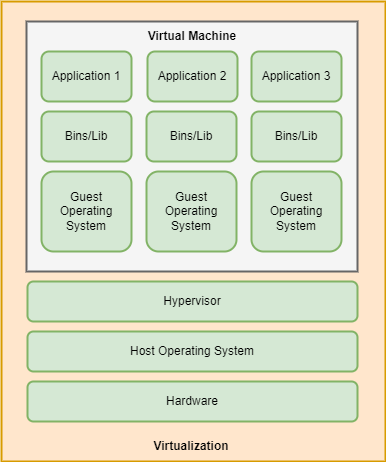 Virtual Machine
Application 1
Application 2
Application 3
Bins/Lib
Bins/Lib
Bins/Lib
Guest
Operating
System
Guest
Operating
System
Guest
Operating
System
Hypervisor
Host Operating System
Hardware
Virtualization